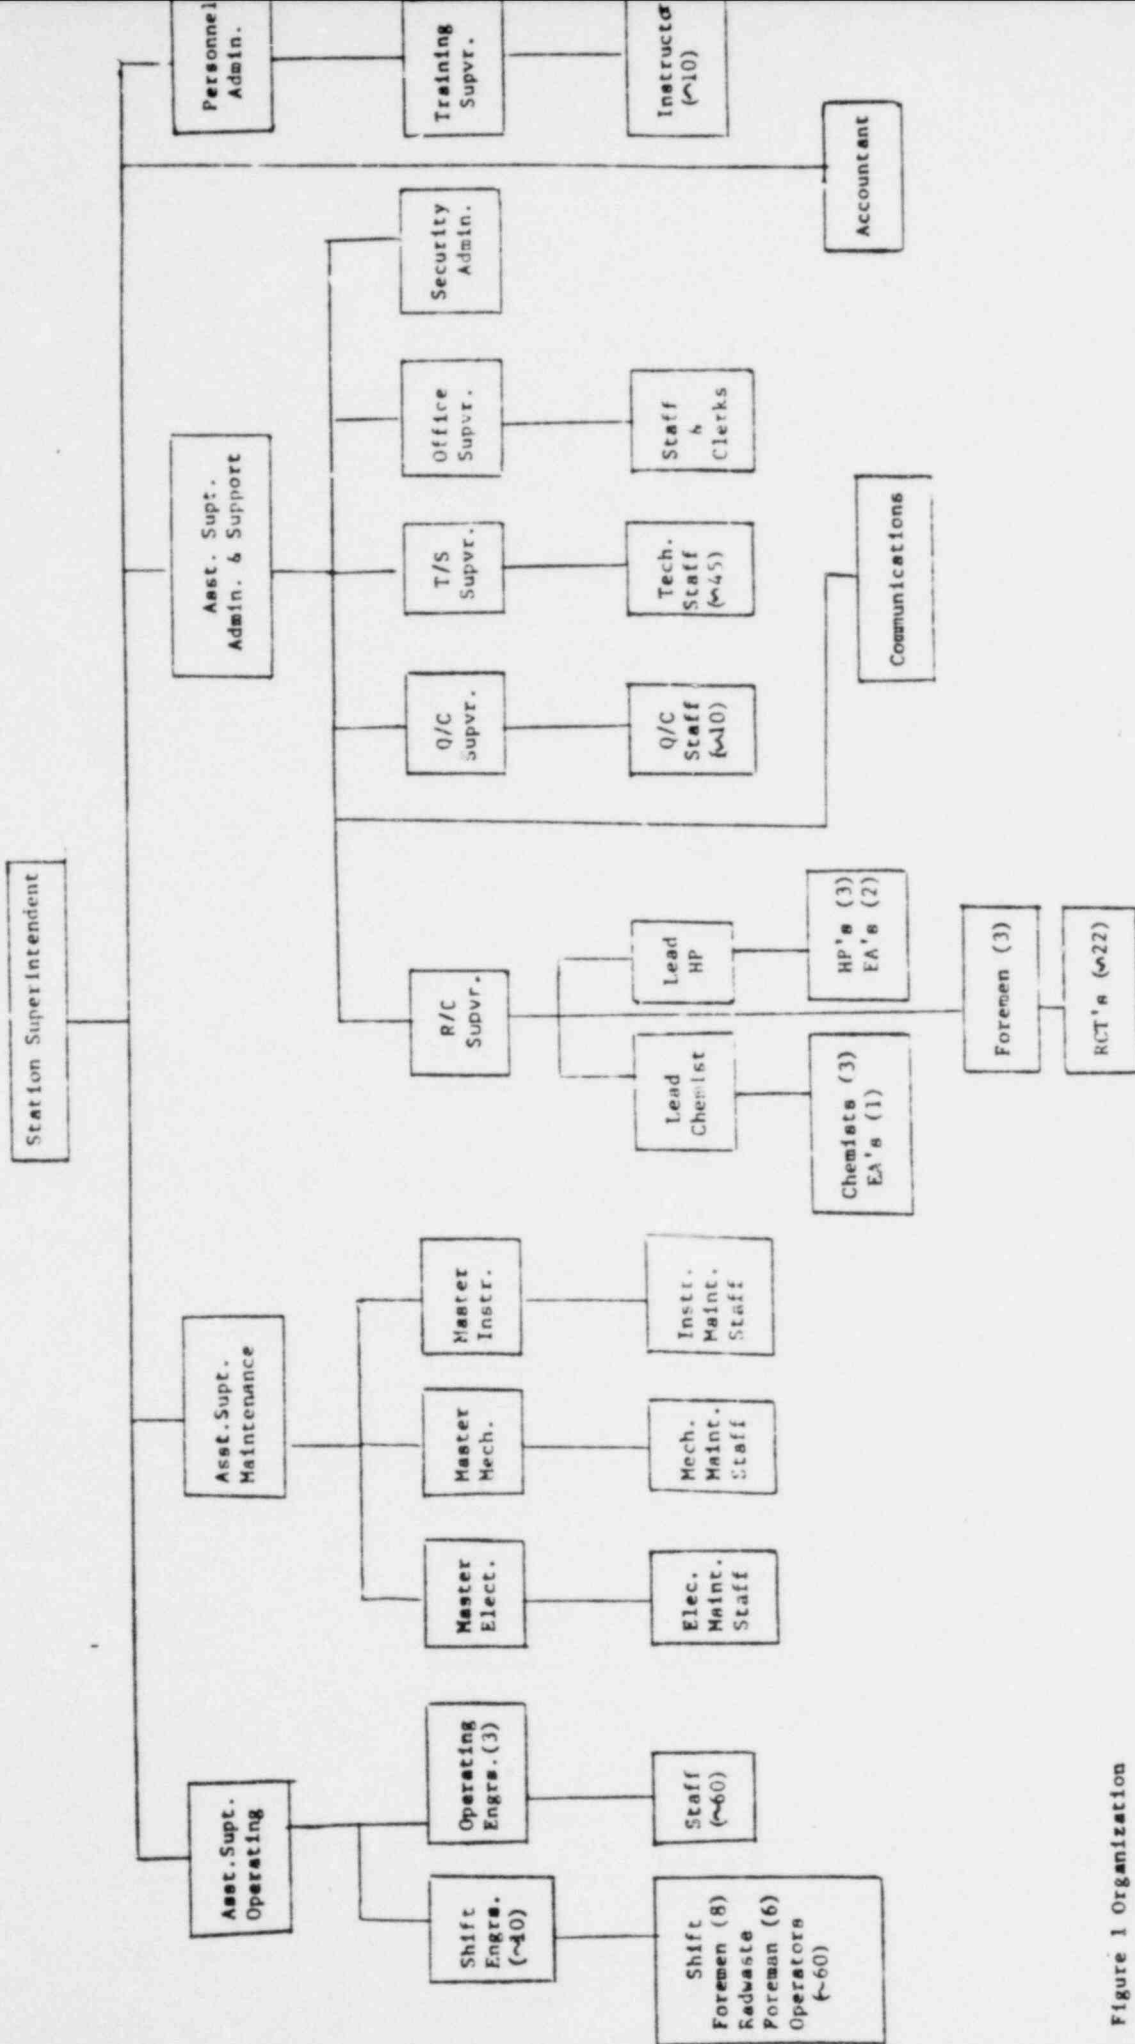 Station Superintendent
Asst.Supt.
Operating
Asst.Supt.
Maintenance
Asst. Supt.
Admin. & Support
Personnel
Admin.
Shift
Engrs.
(~10)
Operating
Engrs.(3)
Master
Elect.
Master
Mech.
Master
Instr.
R/C
Supvr.
Q/C
Supvr.
T/S
Supvr.
Office
Supvr.
Security
Admin.
Training
Supvr.
Shift
Foremen (8)
Radwaste
Foreman (6)
Operators
(~60)
Staff
(~60)
Elec.
Maint.
Staff
Mech.
Maint.
Staff
Instr.
Maint.
Staff
Lead
Chemist
Lead
HP
Q/C
Staff
(~10)
Tech.
Staff
(~45)
Staff
&
Clerks
Instructo
(~10)
Chemists (3)
EA's (1)
HP's (3)
EA's (2)
Communications
Accountant
Foremen (3)
RCT's (~22)
Figure 1 Organization